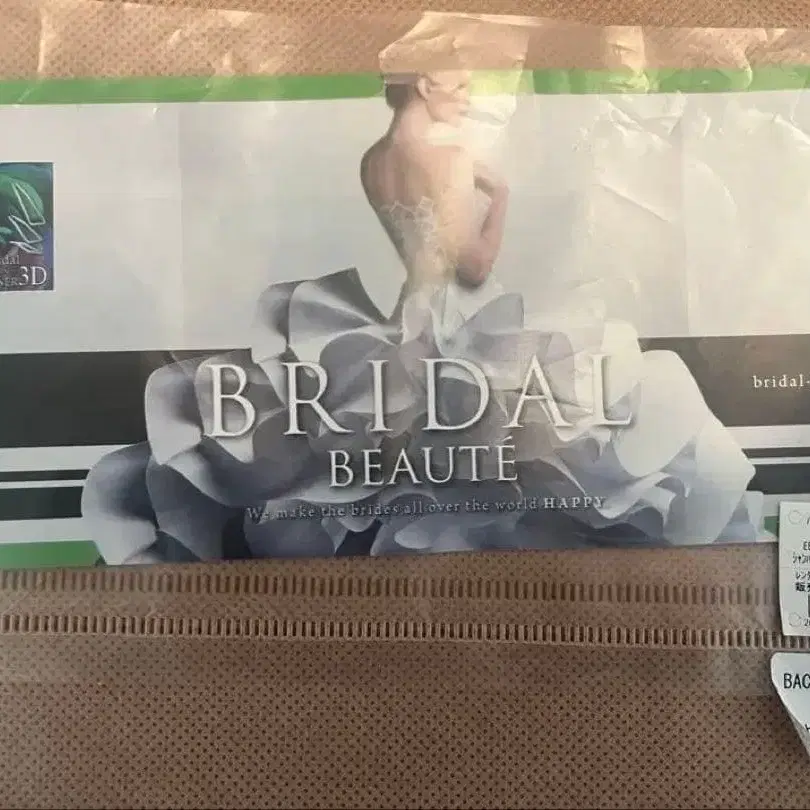 3D
BRIDAL
BEAUTÉ
We make the brides all over the world HAPPY
bridal-
BAC